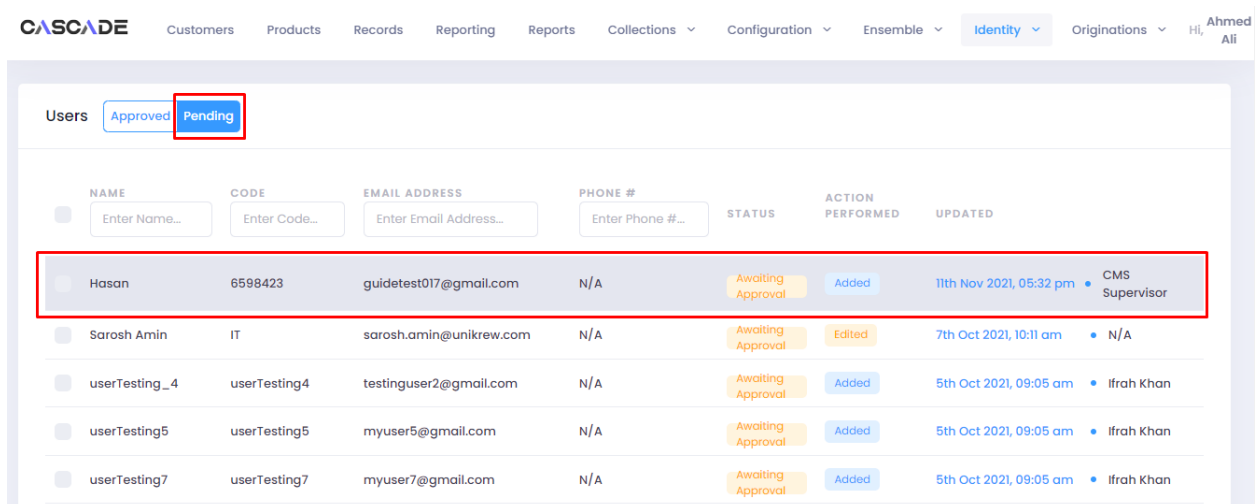 CASCADE Customers Products Records Reporting Reports Collections Configuration Ensemble Identity Originations Hi, Ahmed Ali
Users Approved Pending
NAME CODE EMAIL ADDRESS PHONE # STATUS ACTION PERFORMED UPDATED
Enter Name... Enter Code... Enter Email Address... Enter Phone #...
Hasan 6598423 guidetest017@gmail.com N/A Awaiting Approval Added 11th Nov 2021, 05:32 pm • CMS Supervisor
Sarosh Amin IT sarosh.amin@unikrew.com N/A Awaiting Approval Edited 7th Oct 2021, 10:11 am • N/A
userTesting_4 userTesting4 testinguser2@gmail.com N/A Awaiting Approval Added 5th Oct 2021, 09:05 am • Ifrah Khan
userTesting5 userTesting5 myuser5@gmail.com N/A Awaiting Approval Added 5th Oct 2021, 09:05 am • Ifrah Khan
userTesting7 userTesting7 myuser7@gmail.com N/A Awaiting Approval Added 5th Oct 2021, 09:05 am • Ifrah Khan